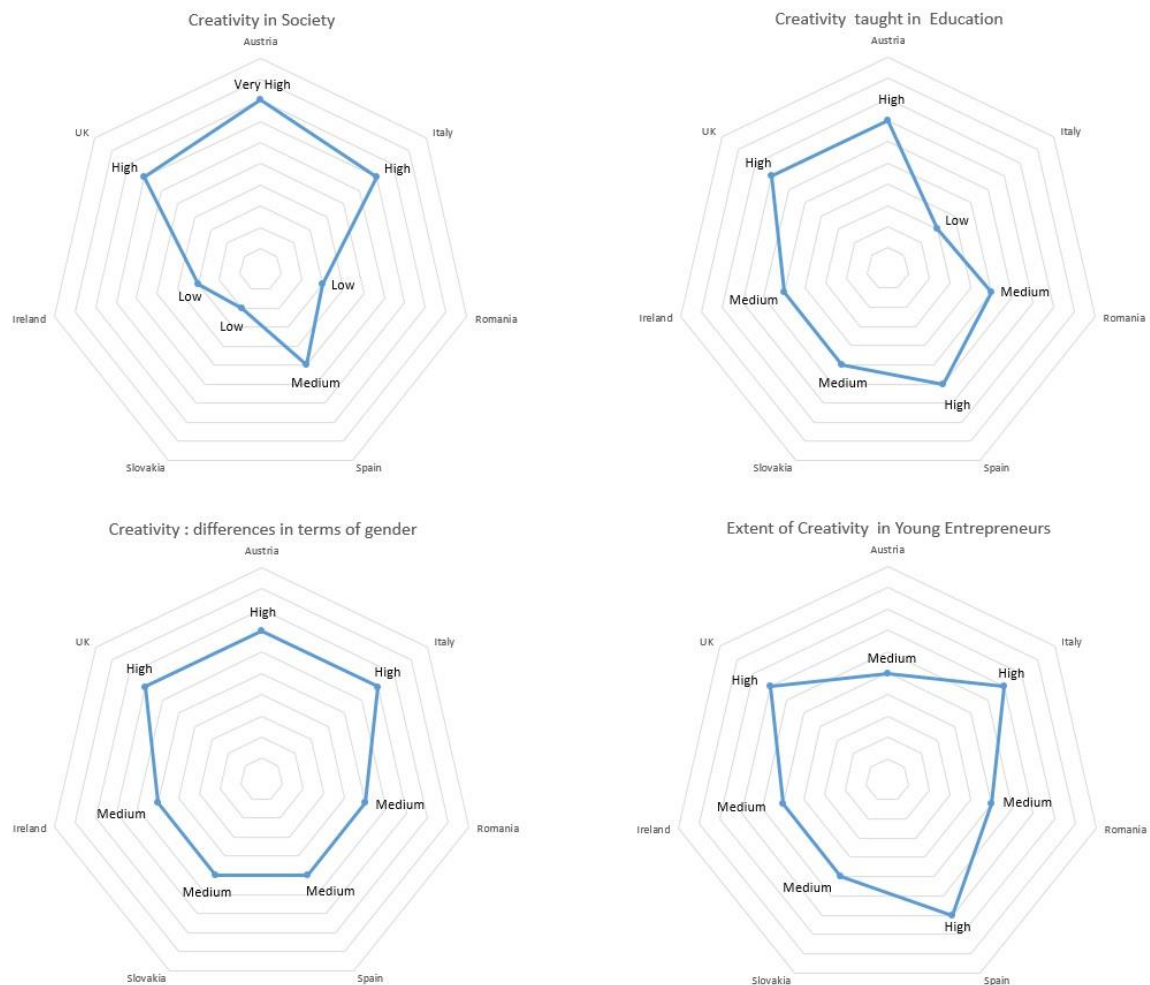 Creativity in Society
Austria
Very High
UK
Italy
High
High
Low
Low
Low
Ireland
Romania
Medium
Slovakia
Spain
Creativity taught in Education
Austria
High
UK
Italy
High
Low
Medium
Medium
Ireland
Romania
Medium
High
Slovakia
Spain
Creativity : differences in terms of gender
Austria
High
UK
Italy
High
High
Medium
Medium
Ireland
Romania
Medium
Medium
Slovakia
Spain
Extent of Creativity in Young Entrepreneurs
Austria
Medium
UK
Italy
High
High
Medium
Medium
Ireland
Romania
Medium
High
Slovakia
Spain